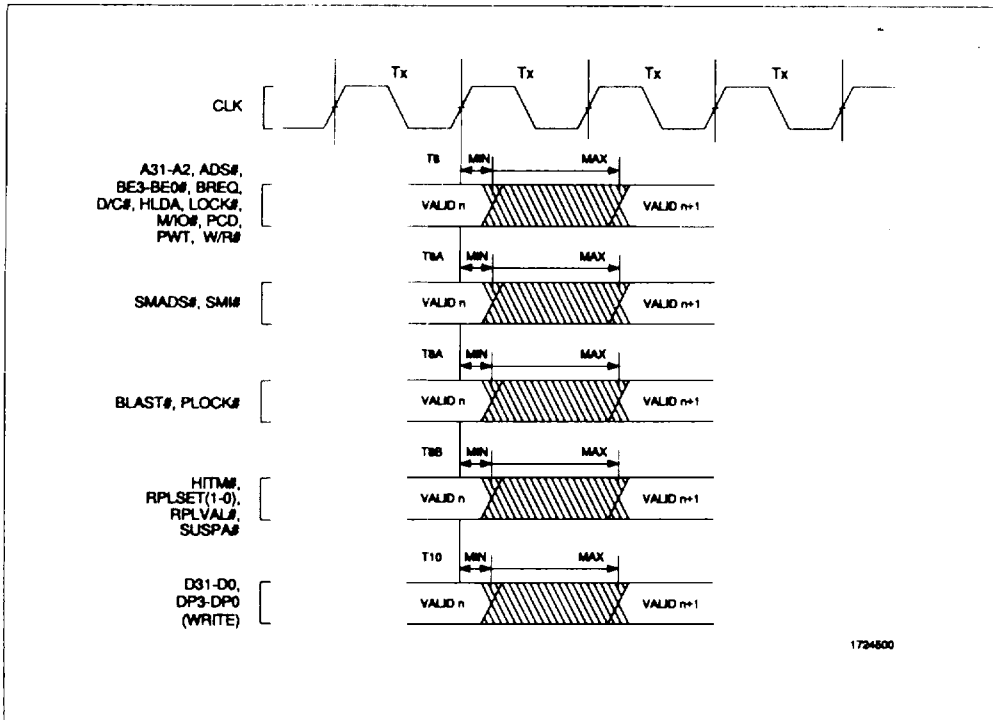 Tx Tx Tx Tx
CLK
T8 MIN MAX
A31-A2, ADS#,
BE3-BE0#, BREQ,
D/C#, HLDA, LOCK#,
M/IO#, PCD,
PWT, W/R#
VALID n VALID n+1
T8A MIN MAX
SMADS#, SMI#
VALID n VALID n+1
T8A MIN MAX
BLAST#, PLOCK#
VALID n VALID n+1
T8B MIN MAX
HITM#,
RPLSET(1-0),
RPLVAL#,
SUSPA#
VALID n VALID n+1
T10 MIN MAX
D31-D0,
DP3-DP0
(WRITE)
VALID n VALID n+1
1724500